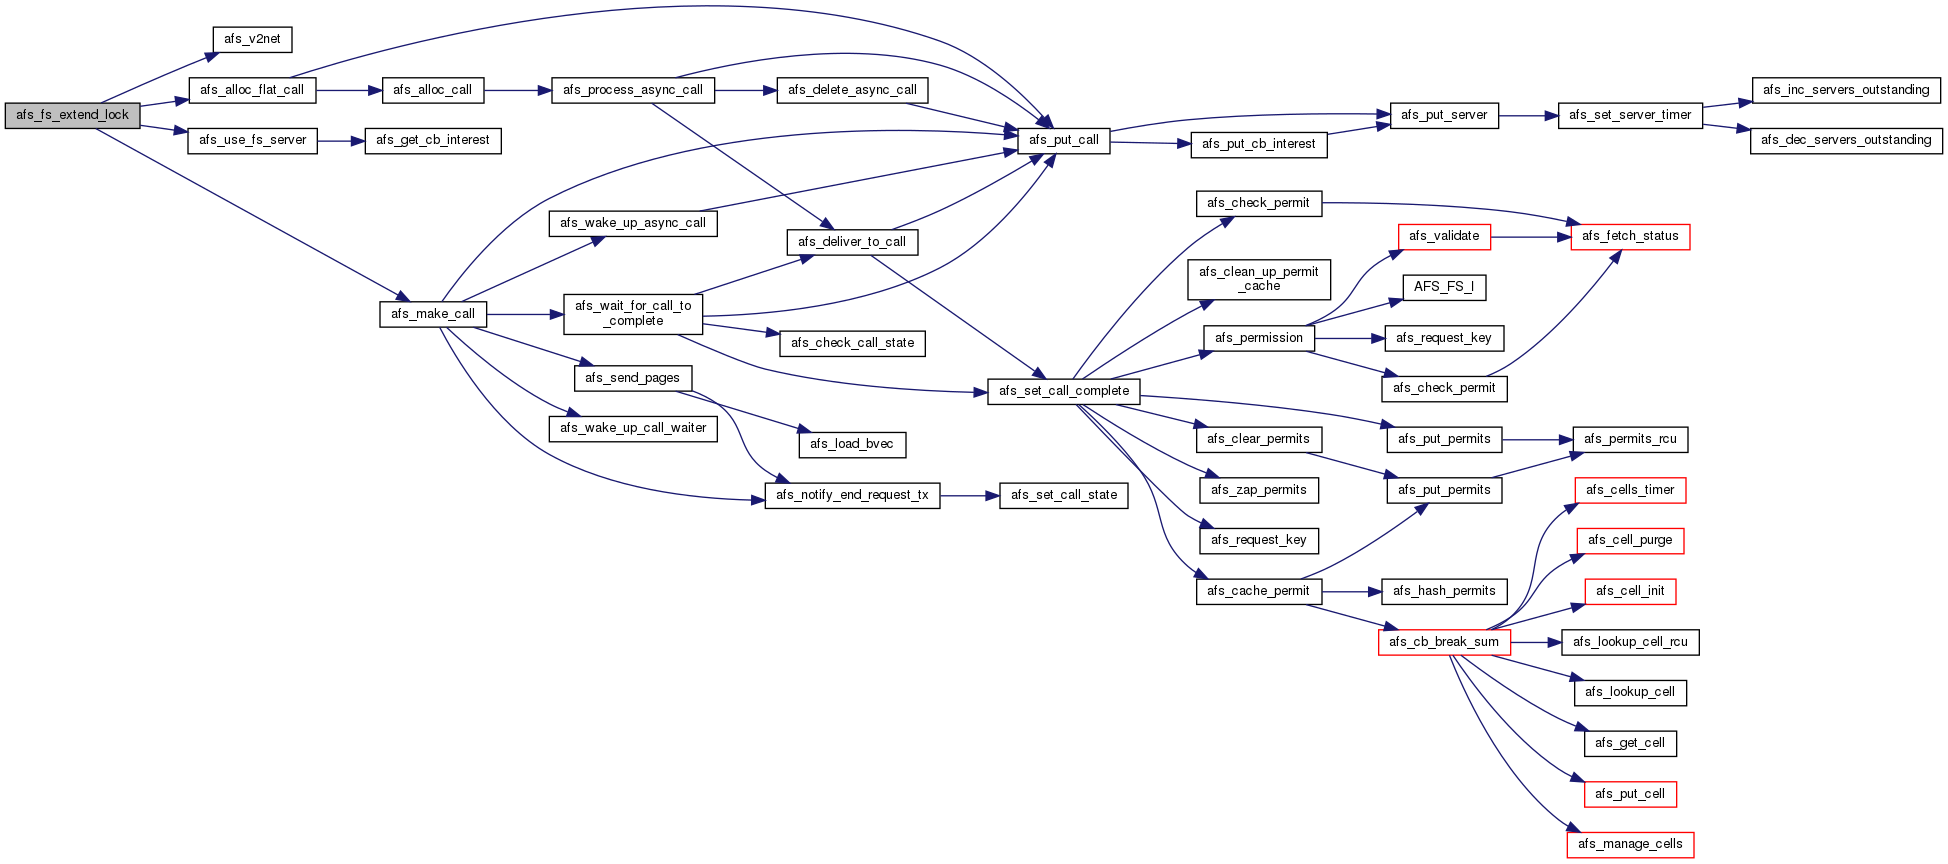 afs_fs_extend_lock
afs_v2net
afs_alloc_flat_call
afs_use_fs_server
afs_alloc_call
afs_get_cb_interest
afs_make_call
afs_process_async_call
afs_wake_up_async_call
afs_wait_for_call_to
_complete
afs_send_pages
afs_wake_up_call_waiter
afs_delete_async_call
afs_deliver_to_call
afs_check_call_state
afs_load_bvec
afs_notify_end_request_tx
afs_put_call
afs_set_call_complete
afs_set_call_state
afs_put_cb_interest
afs_check_permit
afs_clean_up_permit
_cache
afs_permission
afs_clear_permits
afs_zap_permits
afs_request_key
afs_cache_permit
afs_put_server
afs_validate
AFS_FS_I
afs_request_key
afs_check_permit
afs_put_permits
afs_put_permits
afs_hash_permits
afs_cb_break_sum
afs_set_server_timer
afs_fetch_status
afs_permits_rcu
afs_cells_timer
afs_cell_purge
afs_cell_init
afs_lookup_cell_rcu
afs_lookup_cell
afs_get_cell
afs_put_cell
afs_manage_cells
afs_inc_servers_outstanding
afs_dec_servers_outstanding